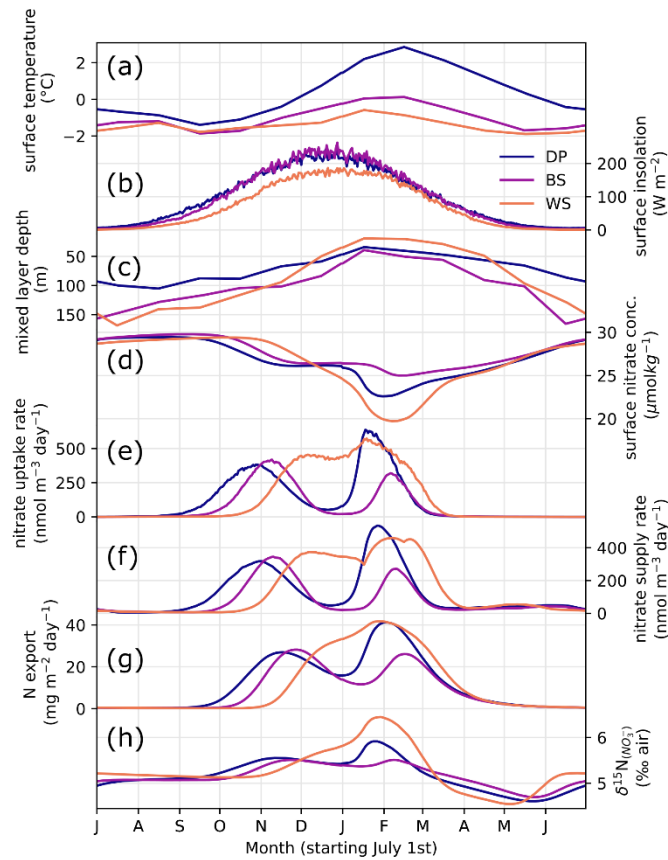 (a)
surface temperature
(°C)
2
0
−2
(b)
surface insolation
(W m⁻²)
200
100
0
DP
BS
WS
(c)
mixed layer depth
(m)
50
100
150
(d)
surface nitrate conc.
(μmolkg⁻¹)
30
25
20
(e)
nitrate uptake rate
(nmol m⁻³ day⁻¹)
500
250
0
(f)
nitrate supply rate
(nmol m⁻³ day⁻¹)
400
200
0
(g)
N export
(mg m⁻² day⁻¹)
40
20
0
(h)
δ¹⁵N(NO₃⁻)
(‰ air)
6
5
J A S O N D J F M A M J
Month (starting July 1st)